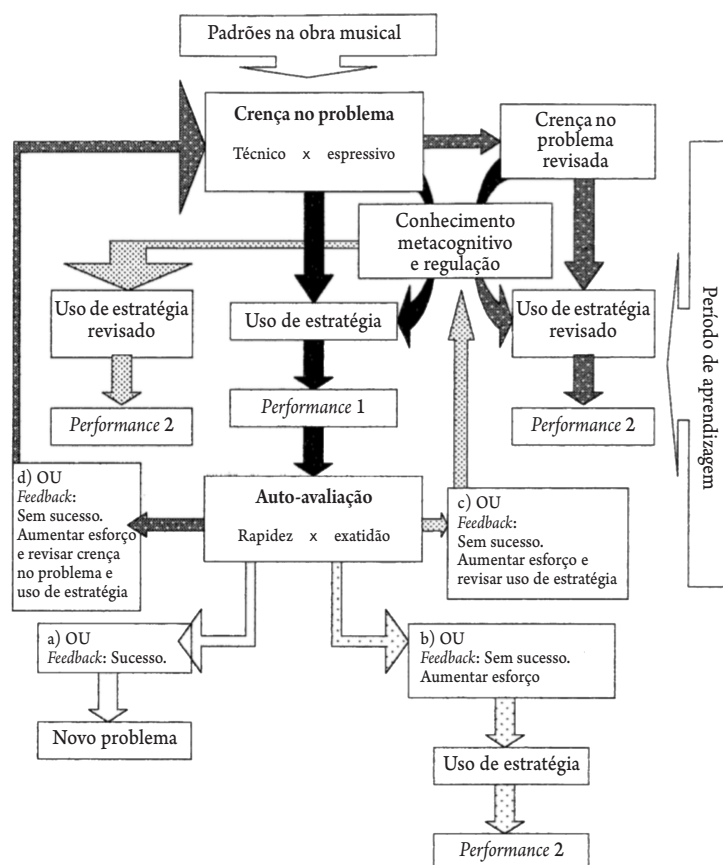 Padrões na obra musical
Crença no problema
Técnico x espressivo
Crença no
problema
revisada
Conhecimento
metacognitivo
e regulação
Uso de estratégia
revisado
Uso de estratégia
Uso de estratégia
revisado
Período de aprendizagem
Performance 2
Performance 1
Performance 2
d) OU
Feedback:
Sem sucesso.
Aumentar esforço
e revisar crença
no problema e
uso de estratégia
Auto-avaliação
Rapidez x exatidão
c) OU
Feedback:
Sem sucesso.
Aumentar esforço e
revisar uso de estratégia
a) OU
Feedback: Sucesso.
b) OU
Feedback: Sem sucesso.
Aumentar esforço
Novo problema
Uso de estratégia
Performance 2